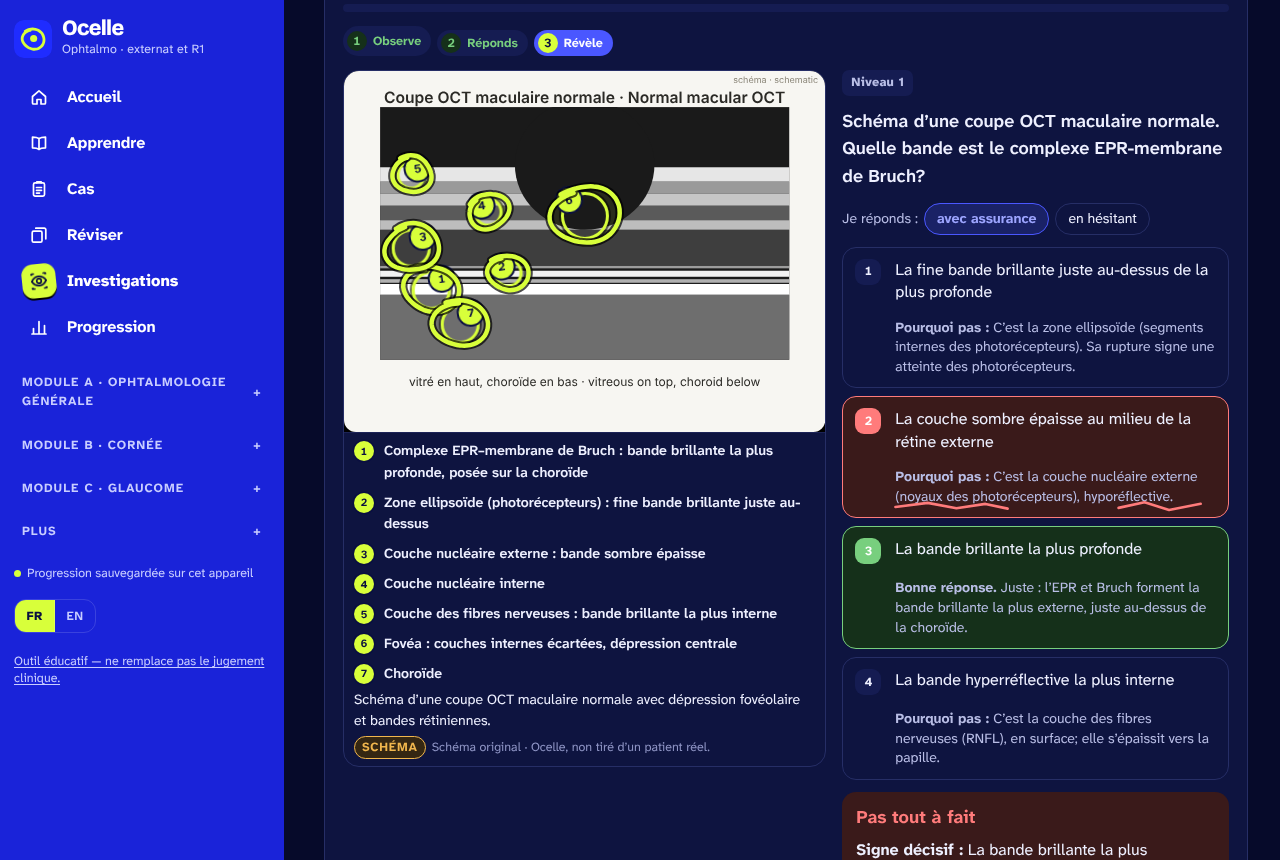 Ocelle
Ophtalmo · externat et R1
Accueil
Apprendre
Cas
Réviser
Investigations
Progression
MODULE A · OPHTALMOLOGIE
GÉNÉRALE
+
MODULE B · CORNÉE
+
MODULE C · GLAUCOME
+
PLUS
+
Progression sauvegardée sur cet appareil
FR
EN
Outil éducatif — ne remplace pas le jugement
clinique.
1 Observe
2 Réponds
3 Révèle
schéma · schematic
Coupe OCT maculaire normale · Normal macular OCT
5
4
6
3
2
1
7
vitré en haut, choroïde en bas · vitreous on top, choroid below
1 Complexe EPR–membrane de Bruch : bande brillante la plus
profonde, posée sur la choroïde
2 Zone ellipsoïde (photorécepteurs) : fine bande brillante juste au-
dessus
3 Couche nucléaire externe : bande sombre épaisse
4 Couche nucléaire interne
5 Couche des fibres nerveuses : bande brillante la plus interne
6 Fovéa : couches internes écartées, dépression centrale
7 Choroïde
Schéma d’une coupe OCT maculaire normale avec dépression fovéolaire
et bandes rétiniennes.
SCHÉMA Schéma original · Ocelle, non tiré d’un patient réel.
Niveau 1
Schéma d’une coupe OCT maculaire normale.
Quelle bande est le complexe EPR-membrane
de Bruch?
Je réponds : avec assurance en hésitant
1 La fine bande brillante juste au-dessus de la
plus profonde
Pourquoi pas : C’est la zone ellipsoïde (segments
internes des photorécepteurs). Sa rupture signe une
atteinte des photorécepteurs.
2 La couche sombre épaisse au milieu de la
rétine externe
Pourquoi pas : C’est la couche nucléaire externe
(noyaux des photorécepteurs), hyporéflective.
3 La bande brillante la plus profonde
Bonne réponse. Juste : l’EPR et Bruch forment la
bande brillante la plus externe, juste au-dessus de
la choroïde.
4 La bande hyperréflective la plus interne
Pourquoi pas : C’est la couche des fibres
nerveuses (RNFL), en surface; elle s’épaissit vers la
papille.
Pas tout à fait
Signe décisif : La bande brillante la plus